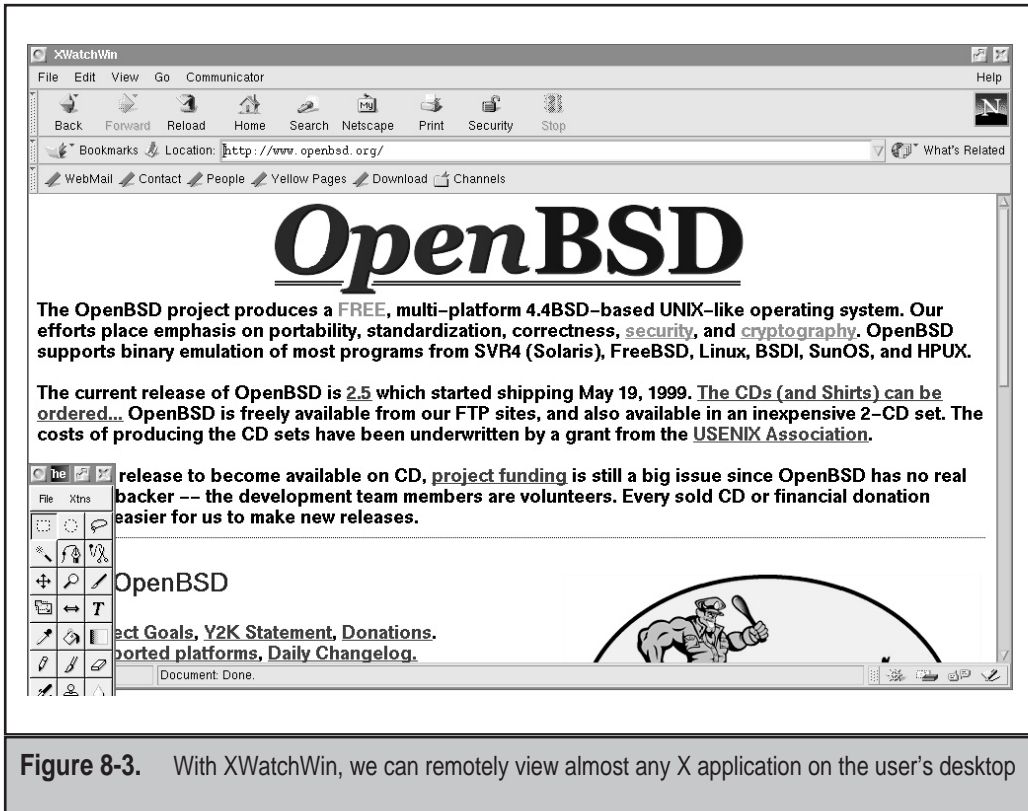 XWatchWin
File Edit View Go Communicator Help
Back Forward Reload Home Search Netscape Print Security Stop
My
N
Bookmarks Location: http://www.openbsd.org/ What's Related
WebMail Contact People Yellow Pages Download Channels
OpenBSD
The OpenBSD project produces a FREE, multi-platform 4.4BSD-based UNIX-like operating system. Our
efforts place emphasis on portability, standardization, correctness, security, and cryptography. OpenBSD
supports binary emulation of most programs from SVR4 (Solaris), FreeBSD, Linux, BSDI, SunOS, and HPUX.
The current release of OpenBSD is 2.5 which started shipping May 19, 1999. The CDs (and Shirts) can be
ordered... OpenBSD is freely available from our FTP sites, and also available in an inexpensive 2-CD set. The
costs of producing the CD sets have been underwritten by a grant from the USENIX Association.
he
release to become available on CD, project funding is still a big issue since OpenBSD has no real
File Xtns
backer -- the development team members are volunteers. Every sold CD or financial donation
easier for us to make new releases.
OpenBSD
T
ect Goals, Y2K Statement, Donations.
ported platforms, Daily Changelog.
Document: Done.
Figure 8-3. With XWatchWin, we can remotely view almost any X application on the user's desktop